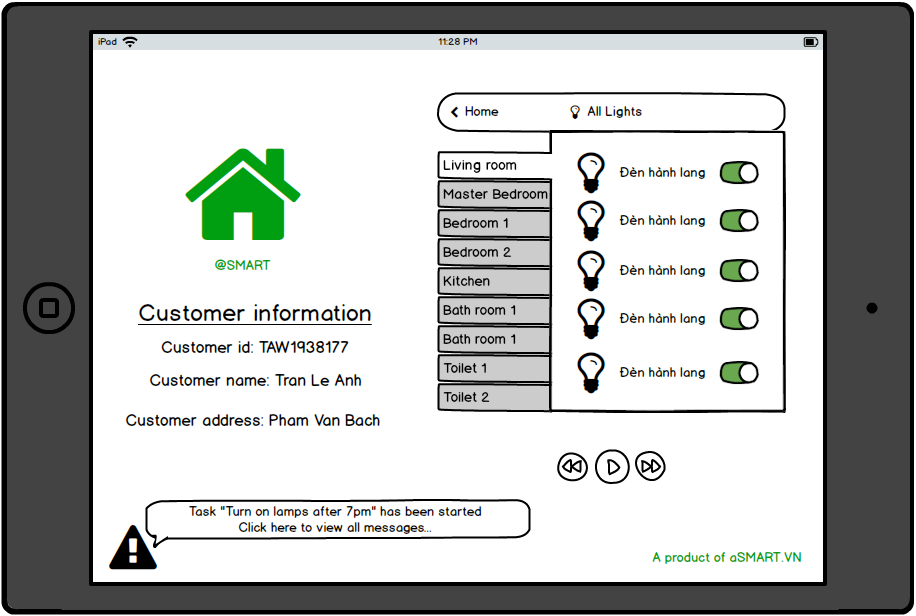 iPad
11:28 PM
Home
All Lights
Living room
Master Bedroom
Bedroom 1
Bedroom 2
Kitchen
Bath room 1
Bath room 1
Toilet 1
Toilet 2
Đèn hành lang
Đèn hành lang
Đèn hành lang
Đèn hành lang
Đèn hành lang
@SMART
Customer information
Customer id: TAW1938177
Customer name: Tran Le Anh
Customer address: Pham Van Bach
Task "Turn on lamps after 7pm" has been started
Click here to view all messages...
A product of aSMART.VN